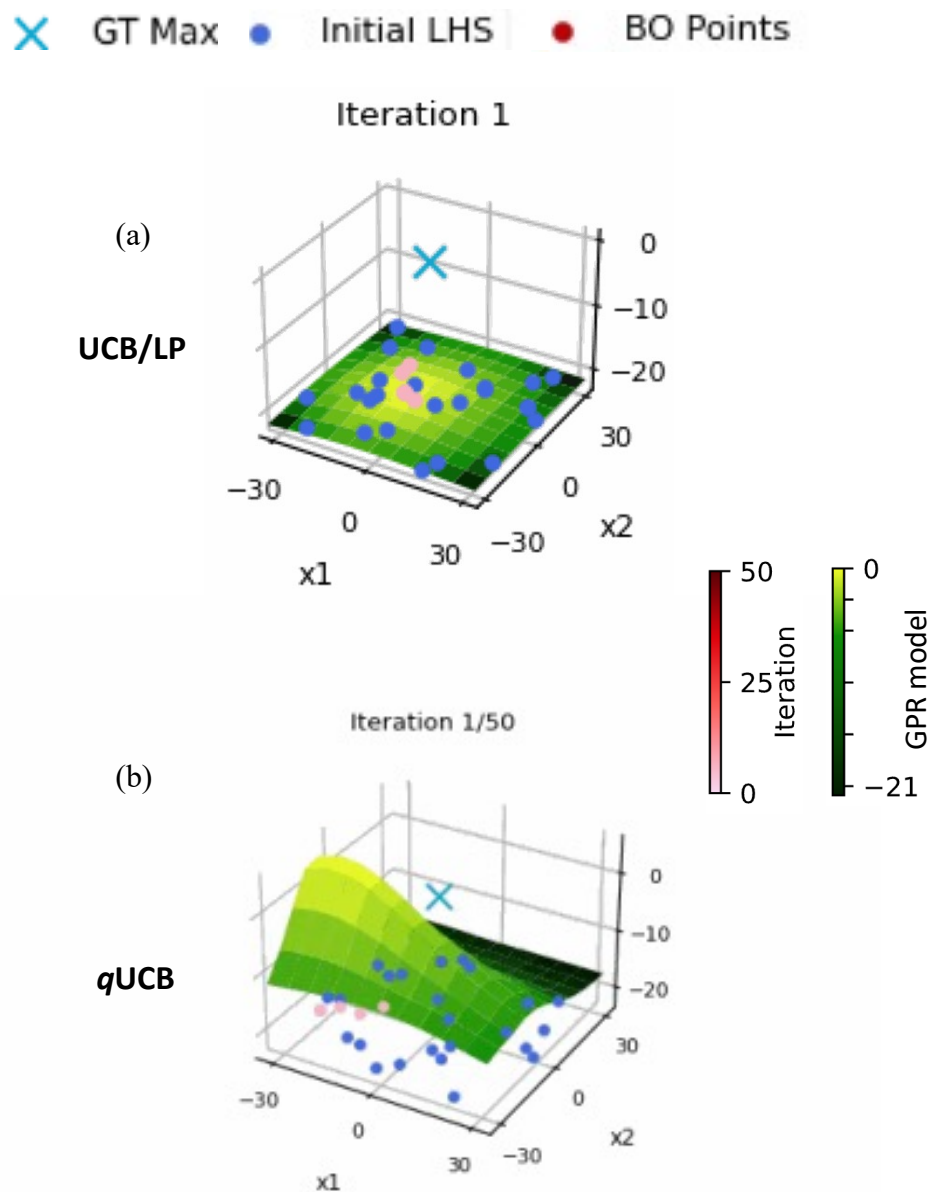 GT Max Initial LHS BO Points
Iteration 1
(a)
UCB/LP
0
−10
−20
30
0
−30
x2
−30
0
30
x1
50
25
0
Iteration
0
−21
GPR model
Iteration 1/50
(b)
qUCB
0
−10
−20
30
0
−30
x2
−30
0
30
x1